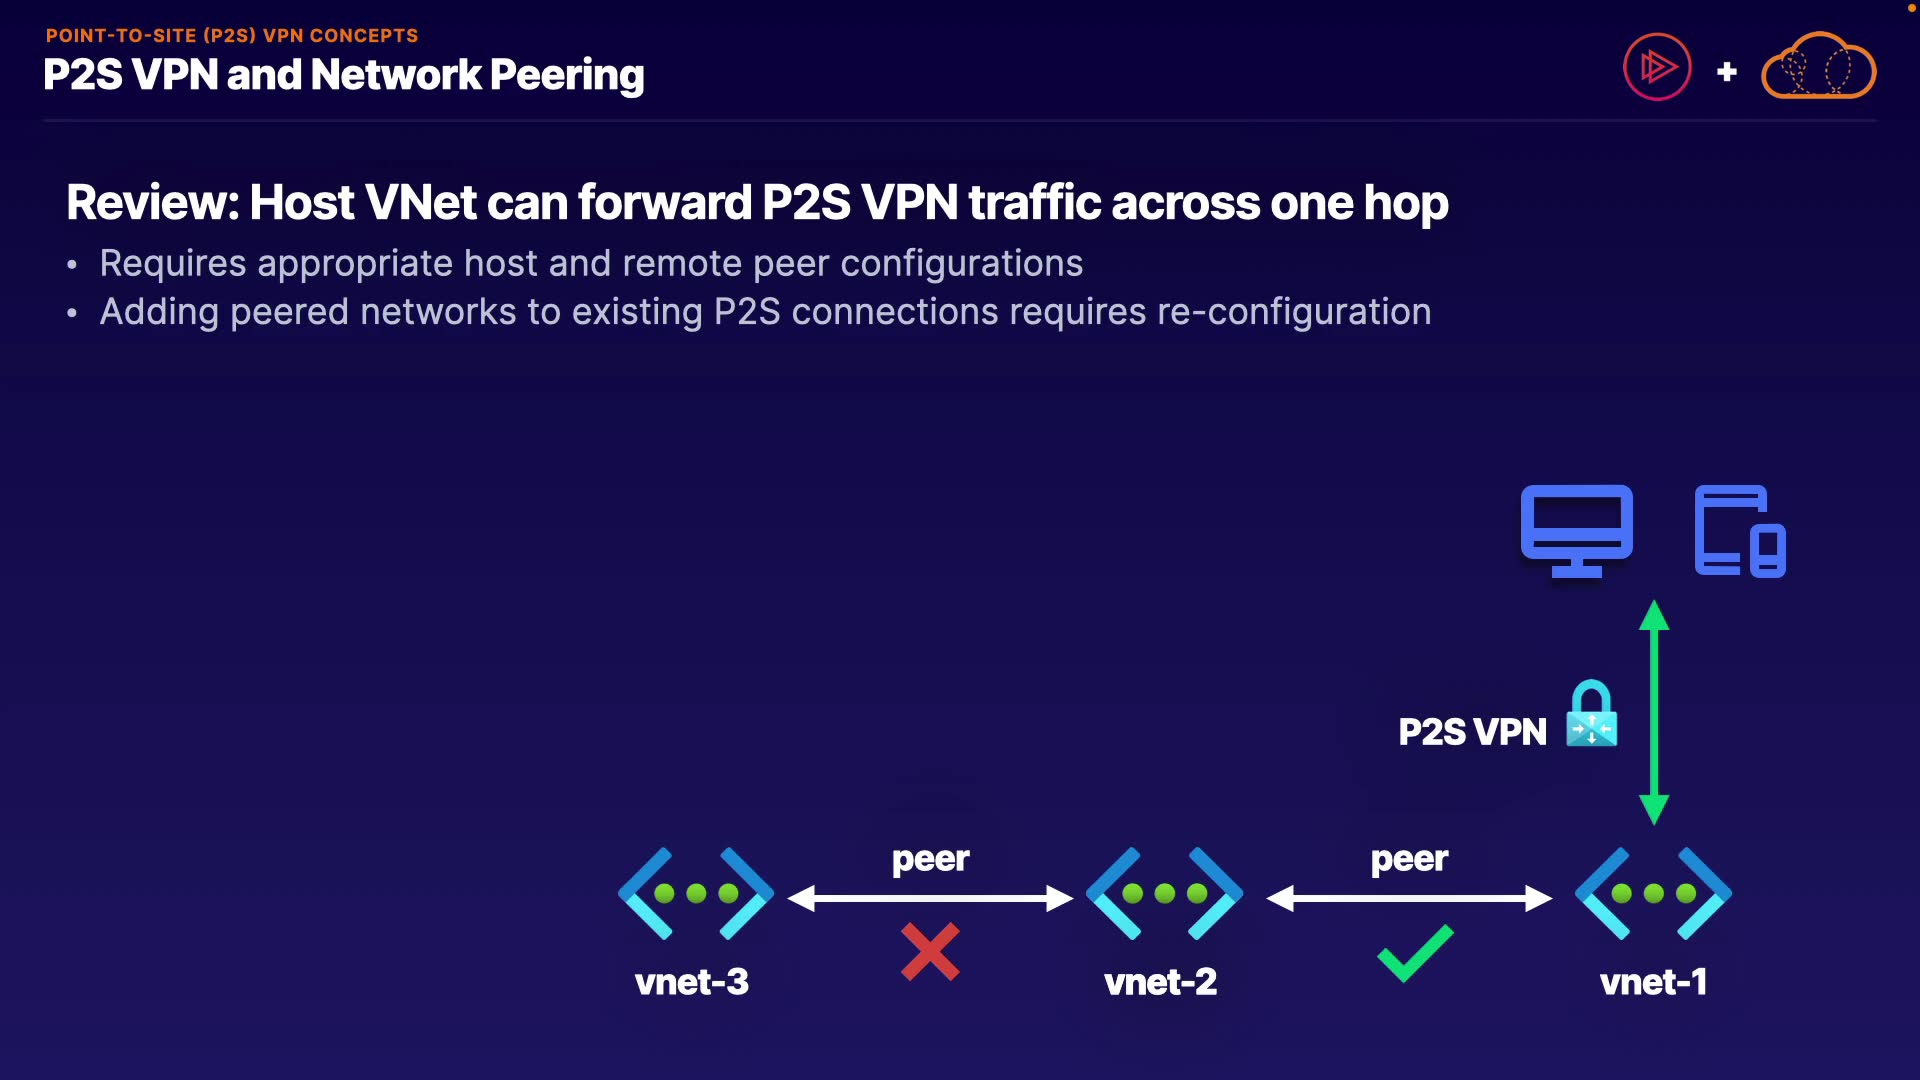 POINT-TO-SITE (P2S) VPN CONCEPTS
P2S VPN and Network Peering
+
Review: Host VNet can forward P2S VPN traffic across one hop
• Requires appropriate host and remote peer configurations
• Adding peered networks to existing P2S connections requires re-configuration
P2S VPN
peer
peer
vnet-3
vnet-2
vnet-1